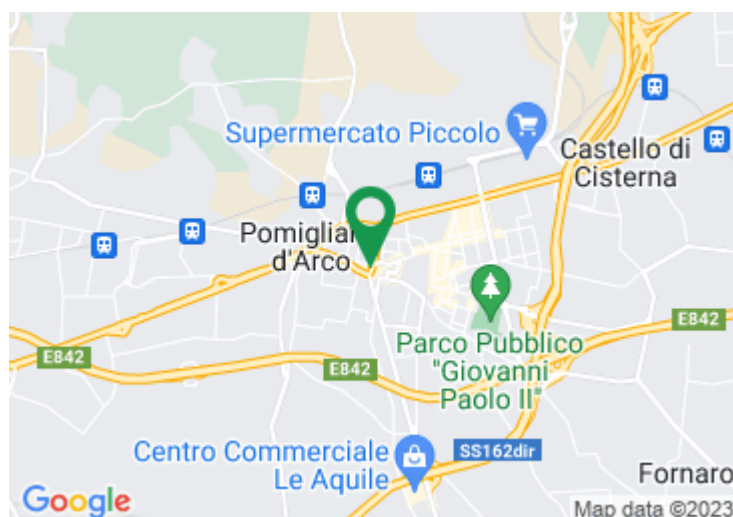 Supermercato Piccolo
Castello di
Cisterna
Pomigliano
d'Arco
E842
E842
E842
Parco Pubblico
"Giovanni
Paolo II"
Centro Commerciale
Le Aquile
SS162dir
Fornaro
Google
Map data ©2023